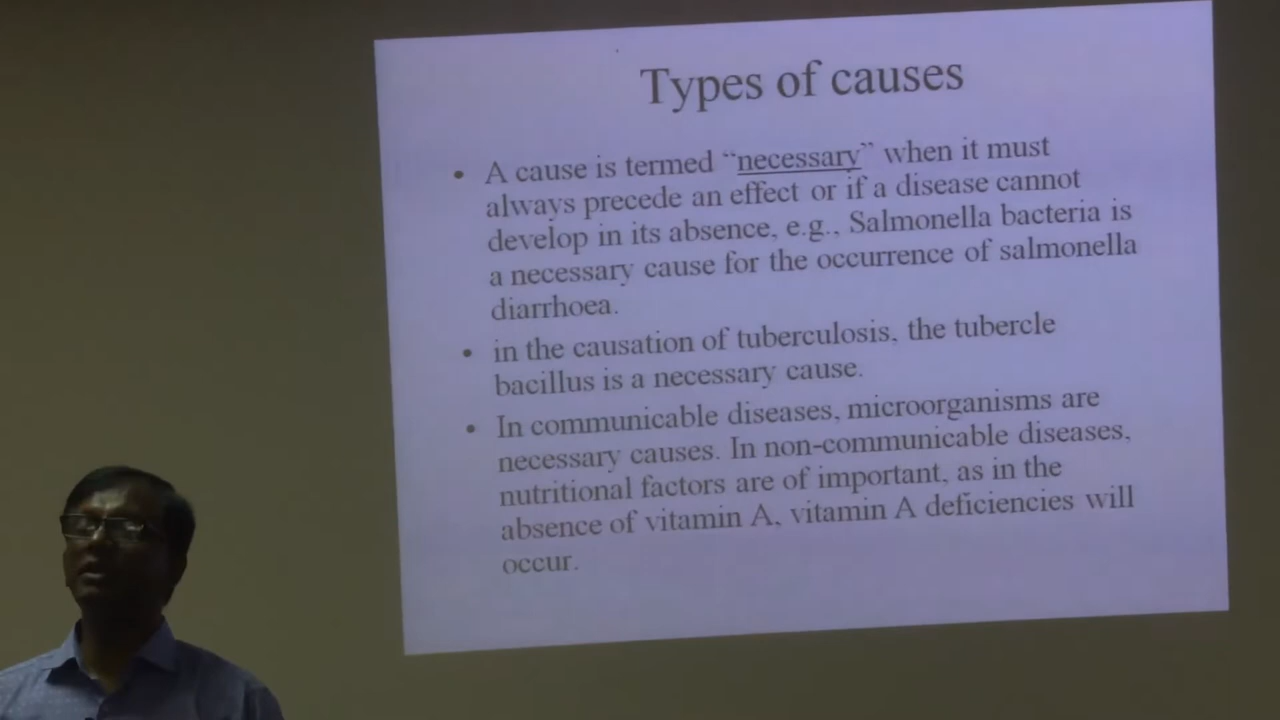 Types of causes
• A cause is termed “necessary” when it must
always precede an effect or if a disease cannot
develop in its absence, e.g., Salmonella bacteria is
a necessary cause for the occurrence of salmonella
diarrhoea.
• in the causation of tuberculosis, the tubercle
bacillus is a necessary cause.
• In communicable diseases, microorganisms are
necessary causes. In non-communicable diseases,
nutritional factors are of important, as in the
absence of vitamin A, vitamin A deficiencies will
occur.